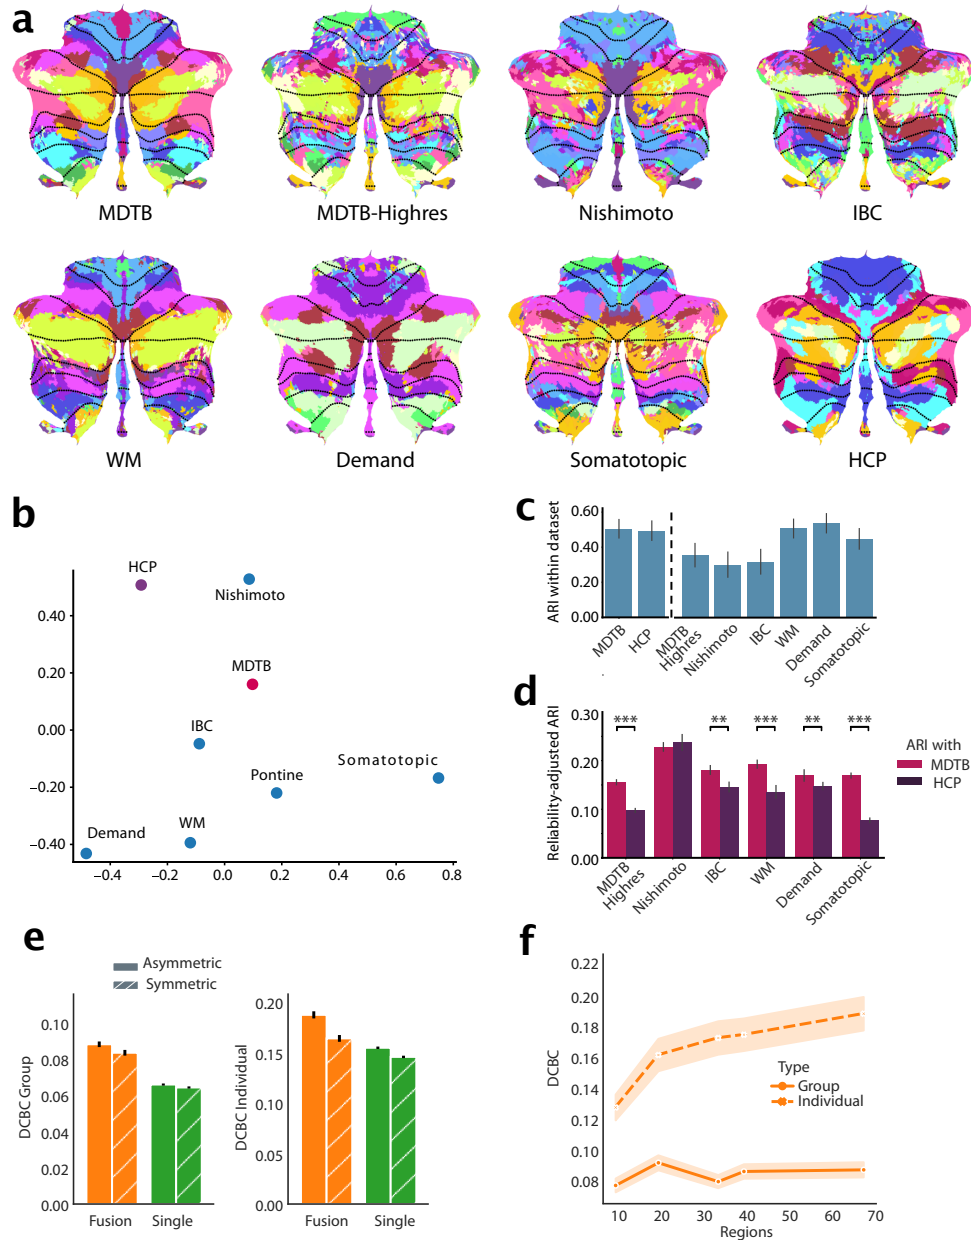 a
MDTB
MDTB-Highres
Nishimoto
IBC
WM
Demand
Somatotopic
HCP
b
0.40
0.20
0.00
−0.20
−0.40
−0.4
−0.2
0.0
0.2
0.4
0.6
0.8
HCP
Nishimoto
MDTB
IBC
Pontine
Somatotopic
WM
Demand
c
ARI within dataset
0.60
0.40
0.20
0.00
MDTB
HCP
MDTB
Highres
Nishimoto
IBC
WM
Demand
Somatotopic
d
Reliability-adjusted ARI
0.30
0.20
0.10
0.00
***
**
***
**
***
MDTB
Highres
Nishimoto
IBC
WM
Demand
Somatotopic
ARI with
MDTB
HCP
e
Asymmetric
Symmetric
DCBC Group
0.10
0.08
0.06
0.04
0.02
0.00
Fusion
Single
DCBC Individual
0.20
0.15
0.10
0.05
0.00
Fusion
Single
f
DCBC
0.22
0.20
0.18
0.16
0.14
0.12
0.10
0.08
10
20
30
40
50
60
70
Regions
Type
Group
Individual